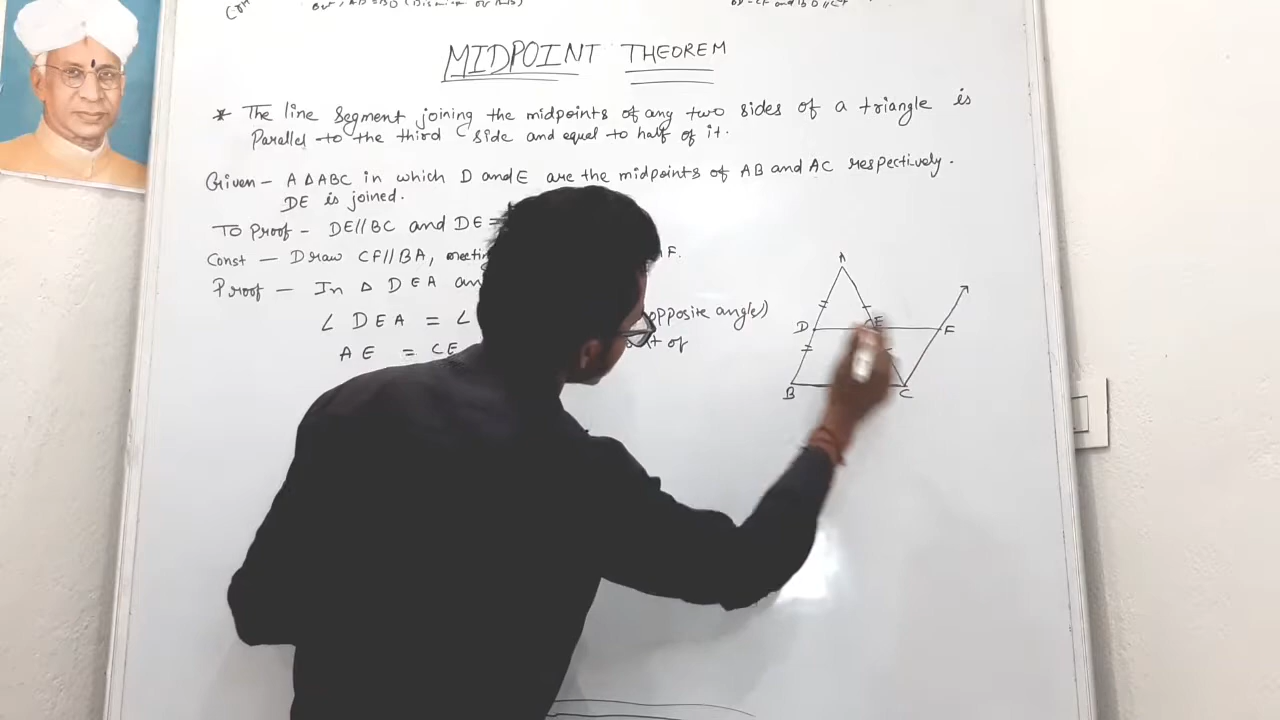 MIDPOINT THEOREM
* The line segment joining the midpoints of any two sides of a triangle is
Parallel to the third side and equal to half of it.
Given - A △ABC in which D and E are the midpoints of AB and AC respectively.
DE is joined.
To Proof - DE//BC and DE =
Const - Draw CF//BA, F.
Proof - In △ DEA
∠ DEA = ∠ opposite angle)
AE = CE of
A
D E F
B C